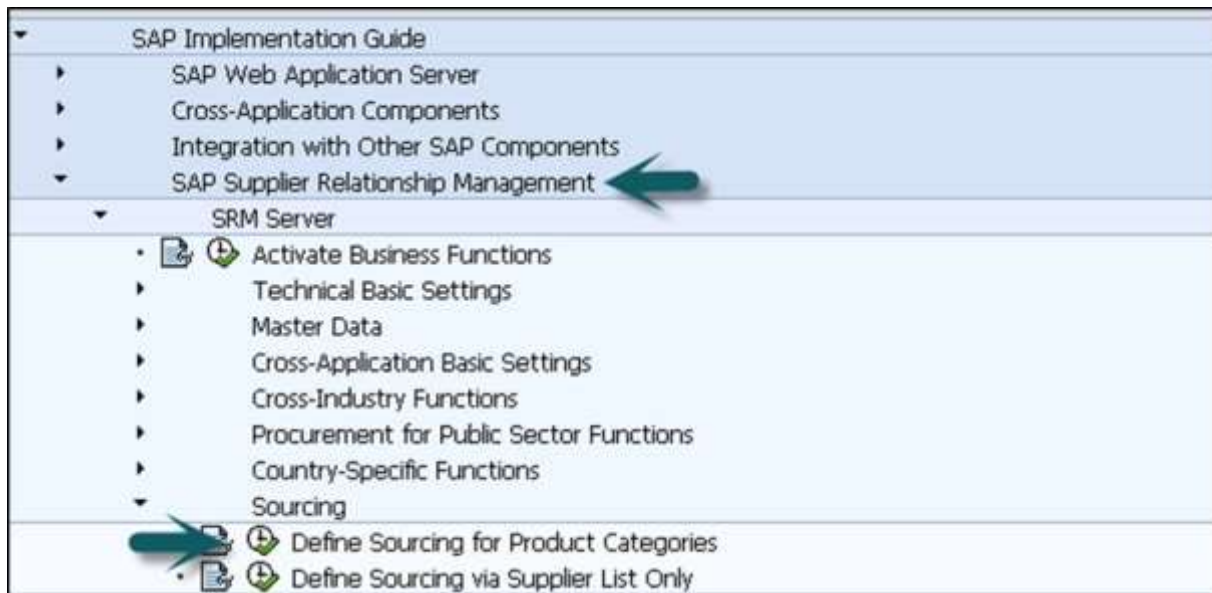 SAP Implementation Guide
SAP Web Application Server
Cross-Application Components
Integration with Other SAP Components
SAP Supplier Relationship Management
SRM Server
Activate Business Functions
Technical Basic Settings
Master Data
Cross-Application Basic Settings
Cross-Industry Functions
Procurement for Public Sector Functions
Country-Specific Functions
Sourcing
Define Sourcing for Product Categories
Define Sourcing via Supplier List Only